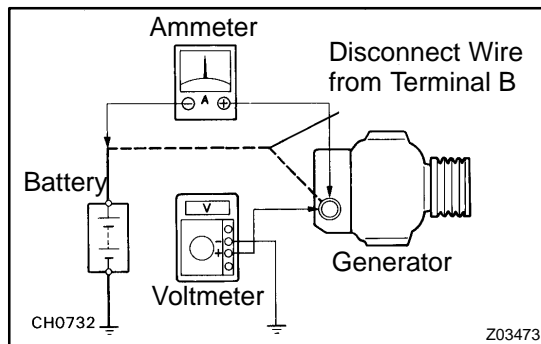 Ammeter
Disconnect Wire
from Terminal B
− A +
Battery
V
−
+
Generator
Voltmeter
CH0732
Z03473